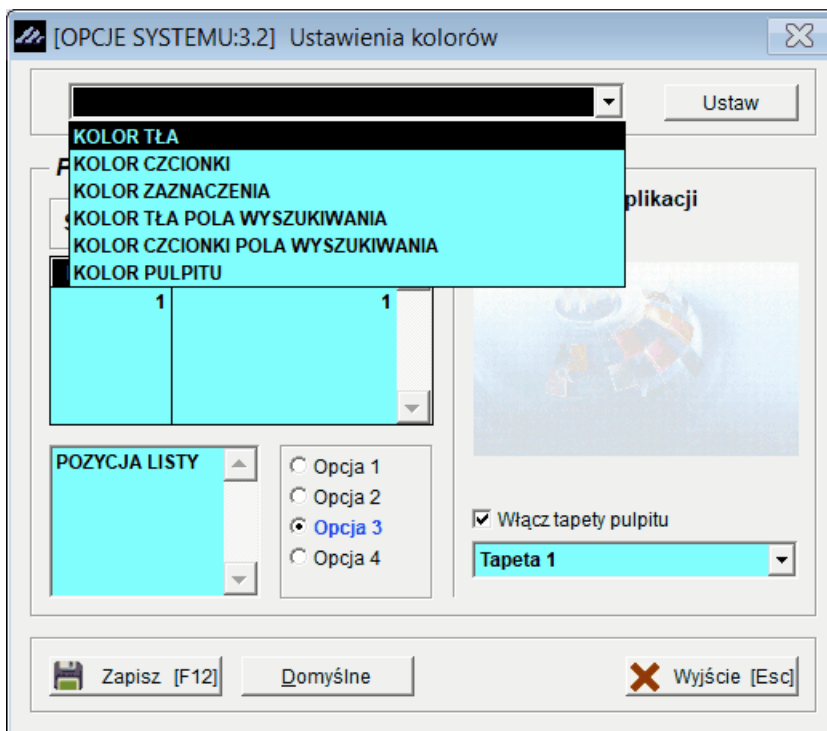 [OPCJE SYSTEMU:3.2] Ustawienia kolorów
Ustaw
KOLOR TŁA
KOLOR CZCIONKI
KOLOR ZAZNACZENIA
KOLOR TŁA POLA WYSZUKIWANIA
KOLOR CZCIONKI POLA WYSZUKIWANIA
KOLOR PULPITU
plikacji
1 1
POZYCJA LISTY
Opcja 1
Opcja 2
Opcja 3
Opcja 4
Włącz tapety pulpitu
Tapeta 1
Zapisz [F12] Domyślne Wyjście [Esc]